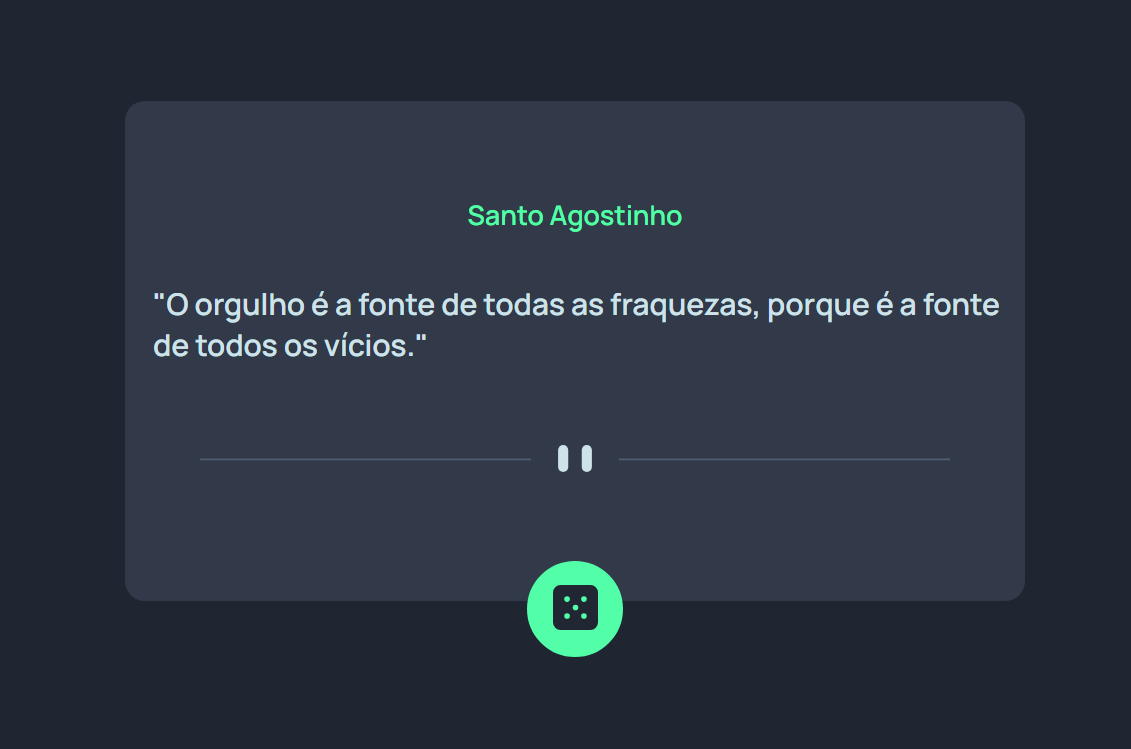 Santo Agostinho
"O orgulho é a fonte de todas as fraquezas, porque é a fonte
de todos os vícios."